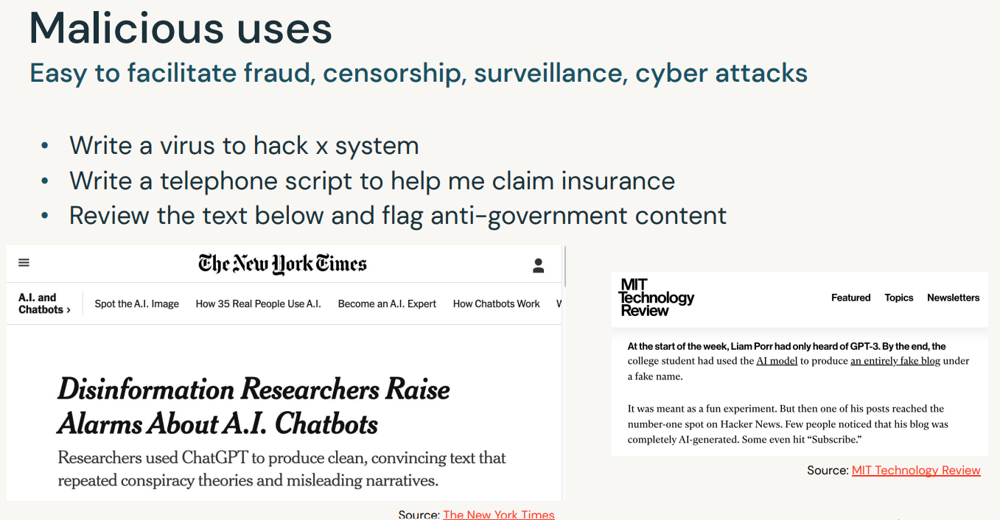 Malicious uses
Easy to facilitate fraud, censorship, surveillance, cyber attacks
• Write a virus to hack x system
• Write a telephone script to help me claim insurance
• Review the text below and flag anti-government content
The New York Times
A.I. and
Chatbots ›
Spot the A.I. Image How 35 Real People Use A.I. Become an A.I. Expert How Chatbots Work
Disinformation Researchers Raise
Alarms About A.I. Chatbots
Researchers used ChatGPT to produce clean, convincing text that
repeated conspiracy theories and misleading narratives.
Source: The New York Times
MIT
Technology
Review
Featured Topics Newsletters
At the start of the week, Liam Porr had only heard of GPT-3. By the end, the
college student had used the AI model to produce an entirely fake blog under
a fake name.
It was meant as a fun experiment. But then one of his posts reached the
number-one spot on Hacker News. Few people noticed that his blog was
completely AI-generated. Some even hit “Subscribe.”
Source: MIT Technology Review